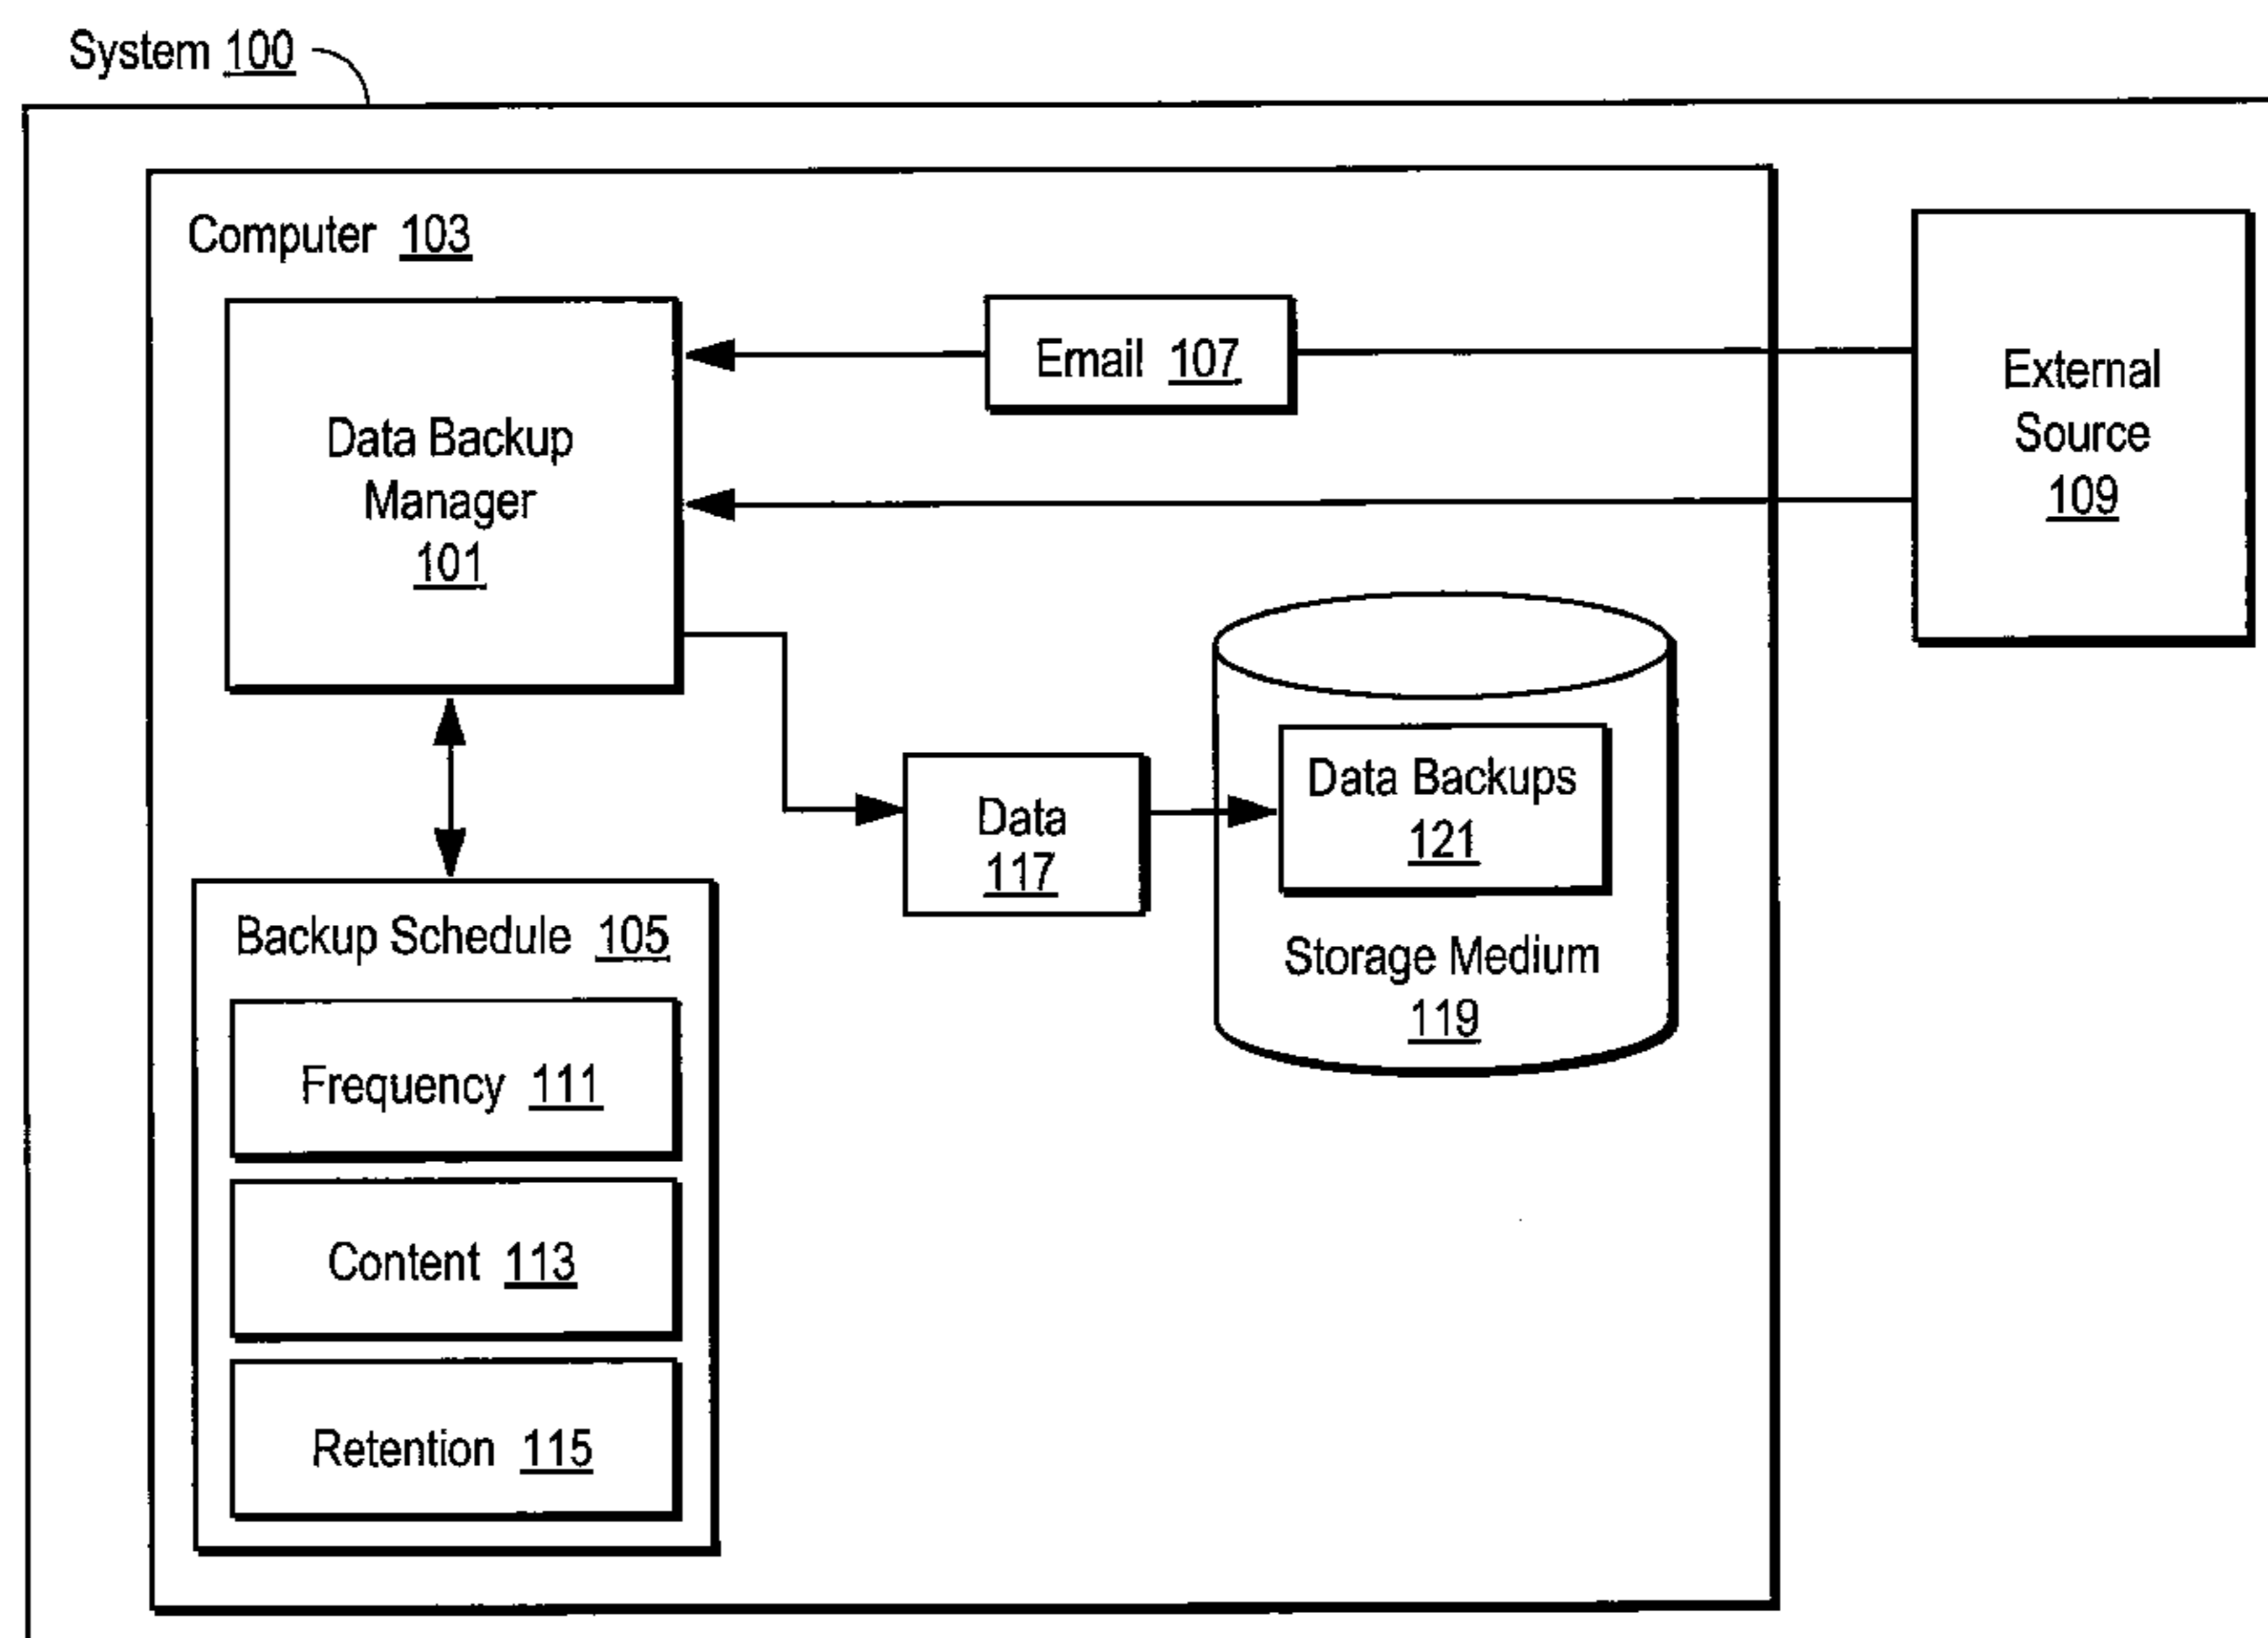 System 100
Computer 103
Data Backup
Manager
101
Email 107
External
Source
109
Data
117
Data Backups
121
Storage Medium
119
Backup Schedule 105
Frequency 111
Content 113
Retention 115